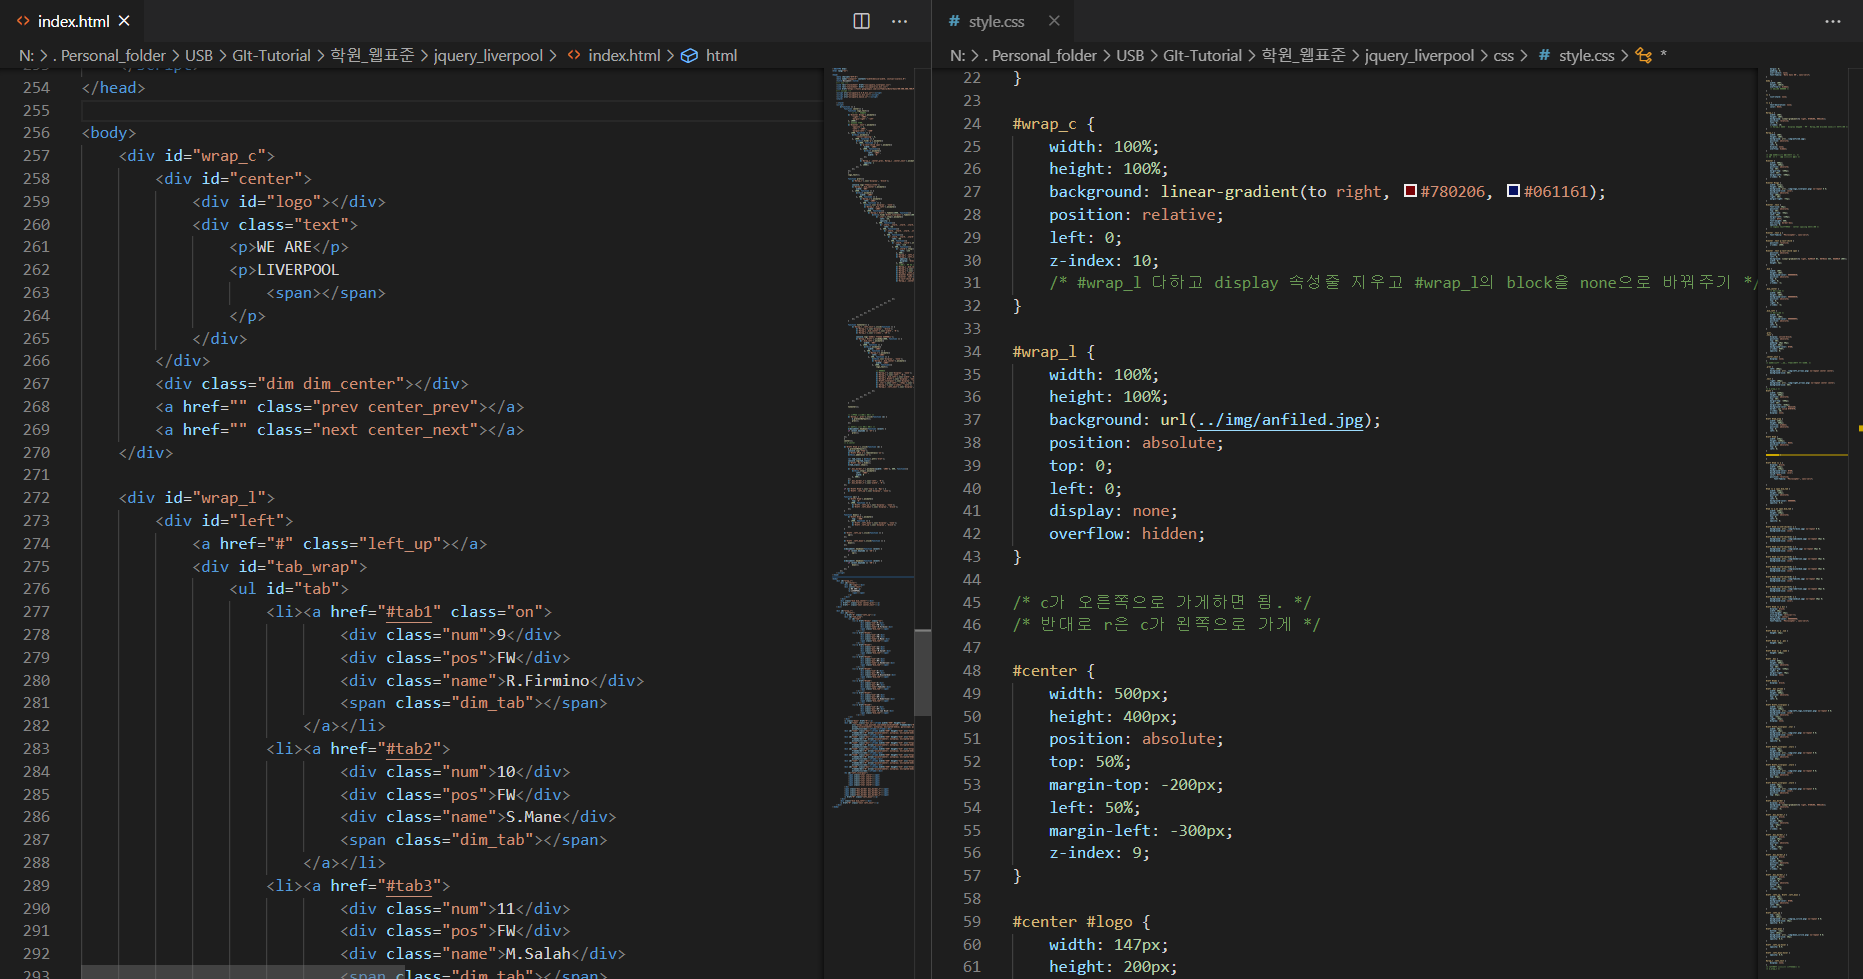 index.html
N: > . Personal_folder > USB > GIt-Tutorial > 학원_웹표준 > jquery_liverpool > index.html > html
254 </head>
255
256 <body>
257 <div id="wrap_c">
258 <div id="center">
259 <div id="logo"></div>
260 <div class="text">
261 <p>WE ARE</p>
262 <p>LIVERPOOL
263 <span></span>
264 </p>
265 </div>
266 </div>
267 <div class="dim dim_center"></div>
268 <a href="" class="prev center_prev"></a>
269 <a href="" class="next center_next"></a>
270 </div>
271
272 <div id="wrap_l">
273 <div id="left">
274 <a href="#" class="left_up"></a>
275 <div id="tab_wrap">
276 <ul id="tab">
277 <li><a href="#tab1" class="on">
278 <div class="num">9</div>
279 <div class="pos">FW</div>
280 <div class="name">R.Firmino</div>
281 <span class="dim_tab"></span>
282 </a></li>
283 <li><a href="#tab2">
284 <div class="num">10</div>
285 <div class="pos">FW</div>
286 <div class="name">S.Mane</div>
287 <span class="dim_tab"></span>
288 </a></li>
289 <li><a href="#tab3">
290 <div class="num">11</div>
291 <div class="pos">FW</div>
292 <div class="name">M.Salah</div>
293 <span class="dim_tab"></span>
# style.css
N: > . Personal_folder > USB > GIt-Tutorial > 학원_웹표준 > jquery_liverpool > css > # style.css > *
22 }
23
24 #wrap_c {
25 width: 100%;
26 height: 100%;
27 background: linear-gradient(to right, #780206, #061161);
28 position: relative;
29 left: 0;
30 z-index: 10;
31 /* #wrap_l 다하고 display 속성줄 지우고 #wrap_l의 block을 none으로 바꿔주기 */
32 }
33
34 #wrap_l {
35 width: 100%;
36 height: 100%;
37 background: url(../img/anfiled.jpg);
38 position: absolute;
39 top: 0;
40 left: 0;
41 display: none;
42 overflow: hidden;
43 }
44
45 /* c가 오른쪽으로 가게하면 됨. */
46 /* 반대로 r은 c가 왼쪽으로 가게 */
47
48 #center {
49 width: 500px;
50 height: 400px;
51 position: absolute;
52 top: 50%;
53 margin-top: -200px;
54 left: 50%;
55 margin-left: -300px;
56 z-index: 9;
57 }
58
59 #center #logo {
60 width: 147px;
61 height: 200px;